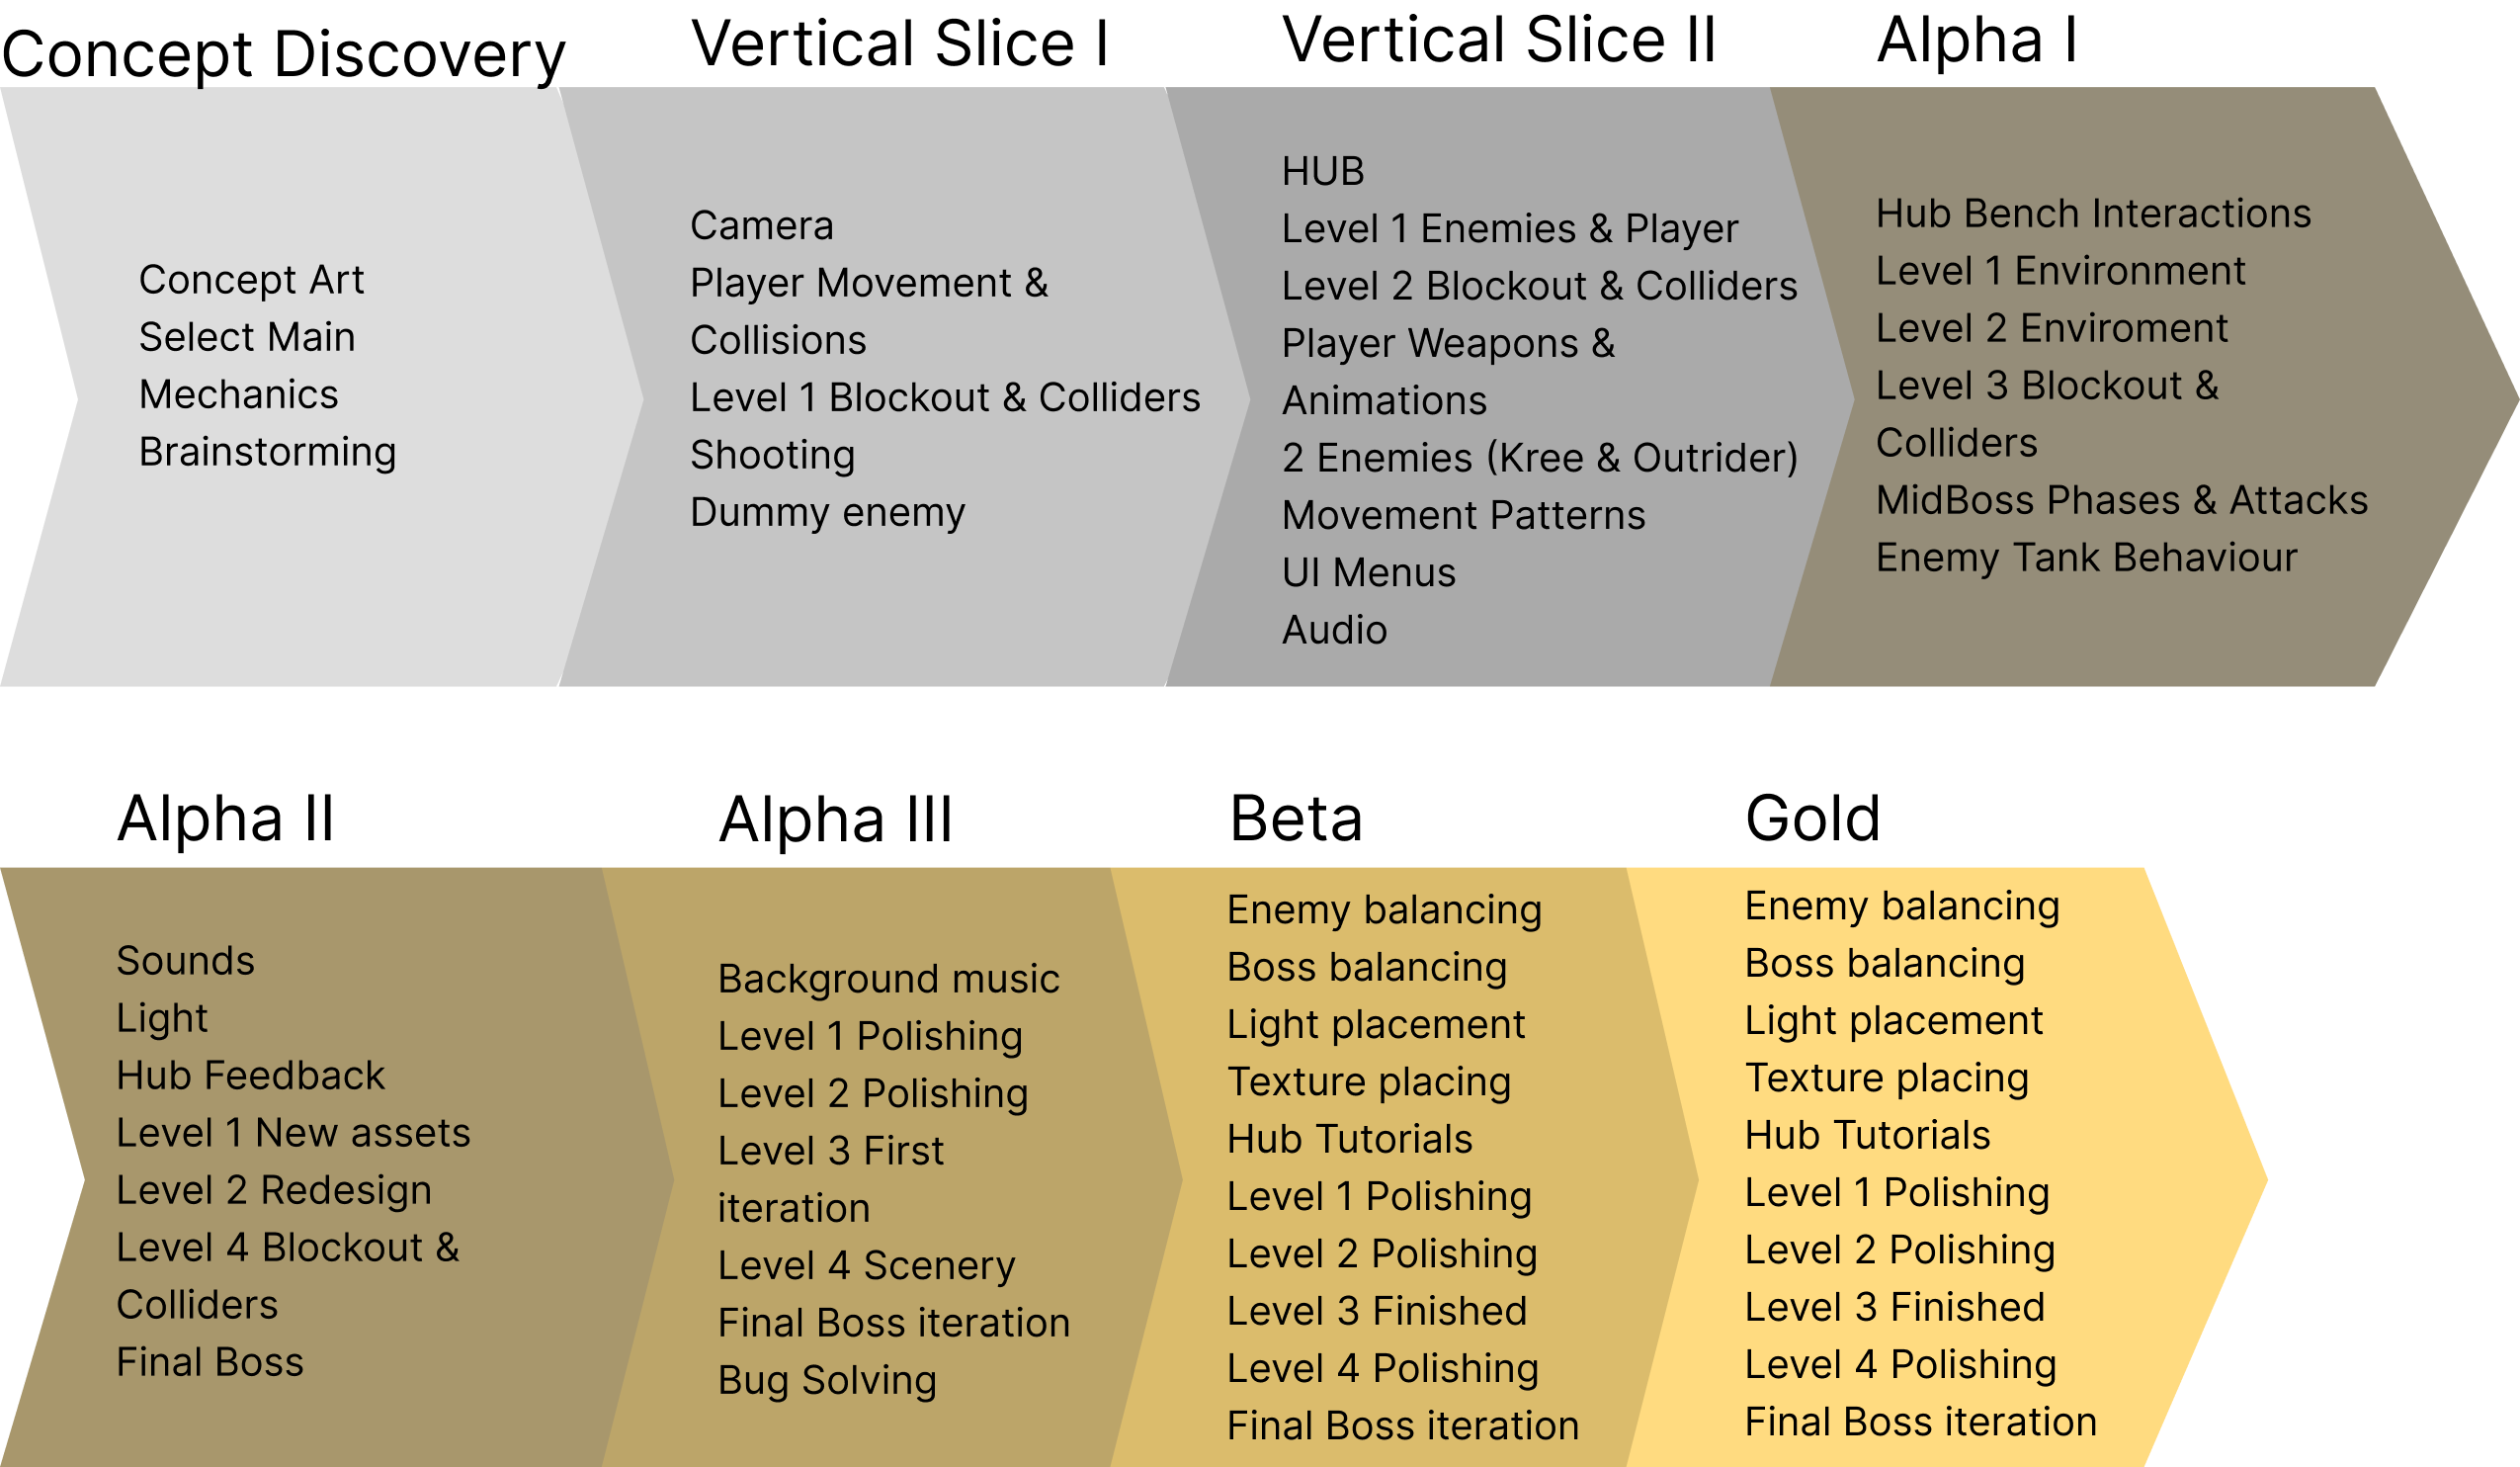 Concept Discovery
Concept Art
Select Main
Mechanics
Brainstorming
Vertical Slice I
Camera
Player Movement &
Collisions
Level 1 Blockout & Colliders
Shooting
Dummy enemy
Vertical Slice II
HUB
Level 1 Enemies & Player
Level 2 Blockout & Colliders
Player Weapons &
Animations
2 Enemies (Kree & Outrider)
Movement Patterns
UI Menus
Audio
Alpha I
Hub Bench Interactions
Level 1 Environment
Level 2 Enviroment
Level 3 Blockout &
Colliders
MidBoss Phases & Attacks
Enemy Tank Behaviour
Alpha II
Sounds
Light
Hub Feedback
Level 1 New assets
Level 2 Redesign
Level 4 Blockout &
Colliders
Final Boss
Alpha III
Background music
Level 1 Polishing
Level 2 Polishing
Level 3 First
iteration
Level 4 Scenery
Final Boss iteration
Bug Solving
Beta
Enemy balancing
Boss balancing
Light placement
Texture placing
Hub Tutorials
Level 1 Polishing
Level 2 Polishing
Level 3 Finished
Level 4 Polishing
Final Boss iteration
Gold
Enemy balancing
Boss balancing
Light placement
Texture placing
Hub Tutorials
Level 1 Polishing
Level 2 Polishing
Level 3 Finished
Level 4 Polishing
Final Boss iteration